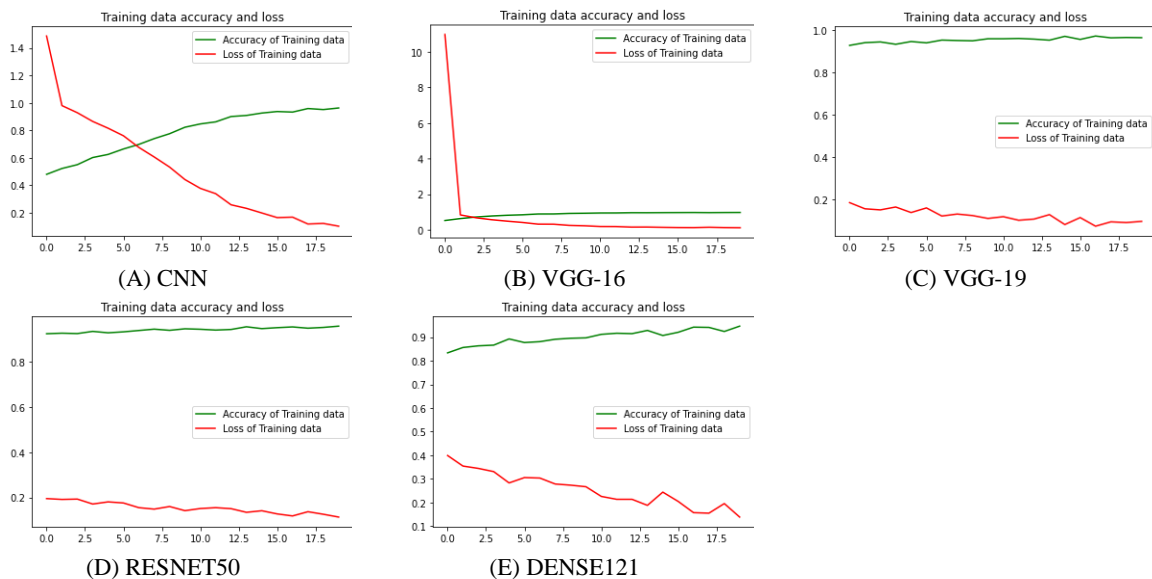 Training data accuracy and loss
Accuracy of Training data
Loss of Training data
1.4
1.2
1.0
0.8
0.6
0.4
0.2
0.0 2.5 5.0 7.5 10.0 12.5 15.0 17.5
(A) CNN
Training data accuracy and loss
Accuracy of Training data
Loss of Training data
10
8
6
4
2
0
0.0 2.5 5.0 7.5 10.0 12.5 15.0 17.5
(B) VGG-16
Training data accuracy and loss
1.0
0.8
0.6
Accuracy of Training data
Loss of Training data
0.4
0.2
0.0 2.5 5.0 7.5 10.0 12.5 15.0 17.5
(C) VGG-19
Training data accuracy and loss
0.8
0.6
Accuracy of Training data
Loss of Training data
0.4
0.2
0.0 2.5 5.0 7.5 10.0 12.5 15.0 17.5
(D) RESNET50
Training data accuracy and loss
0.9
0.8
0.7
0.6
Accuracy of Training data
Loss of Training data
0.5
0.4
0.3
0.2
0.1
0.0 2.5 5.0 7.5 10.0 12.5 15.0 17.5
(E) DENSE121